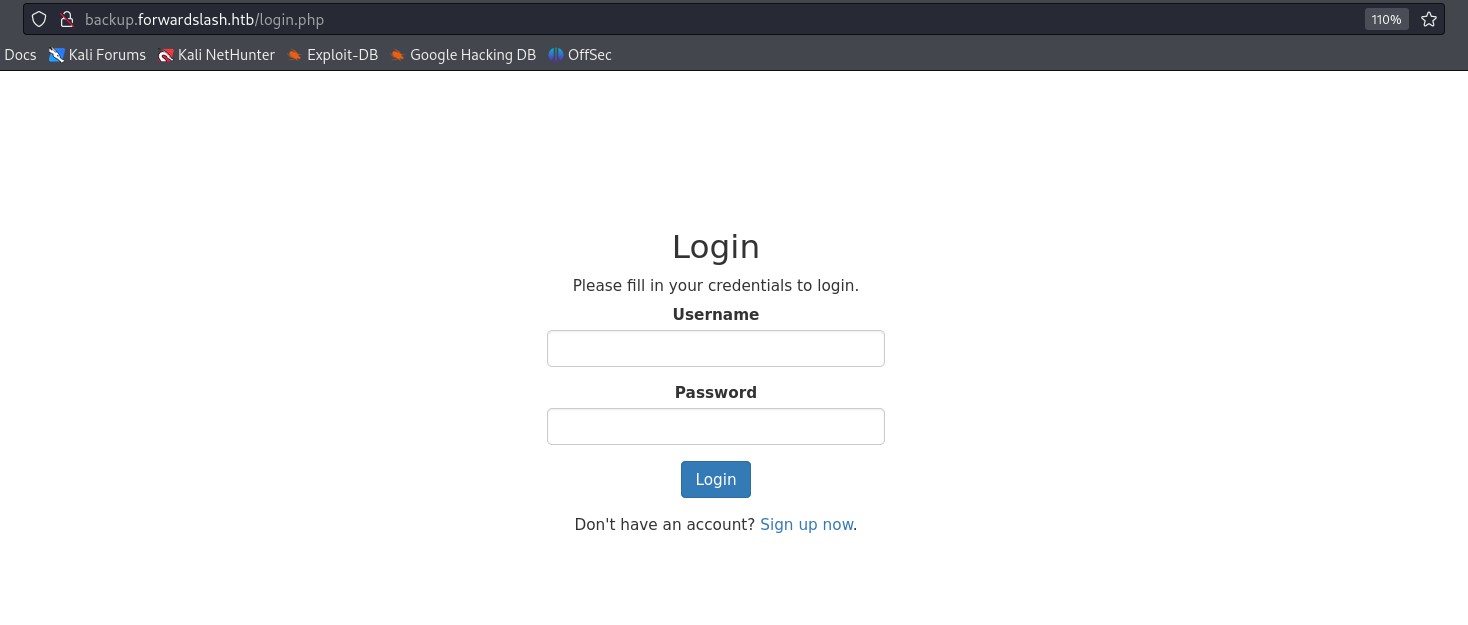 backup.forwardslash.htb/login.php 110%
Docs Kali Forums Kali NetHunter Exploit-DB Google Hacking DB OffSec
Login
Please fill in your credentials to login.
Username
Password
Login
Don't have an account? Sign up now.